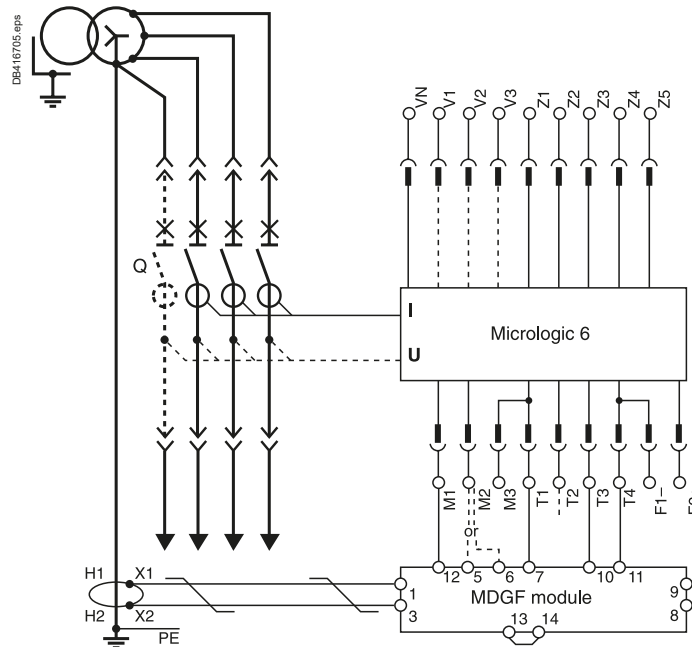 DB416705.eps
VN
V1
V2
V3
Z1
Z2
Z3
Z4
Z5
Q
I
Micrologic 6
U
M1
M2
M3
T1
T2
T3
T4
F1–
or
12
5
6
7
10
11
H1
X1
1
MDGF module
9
H2
X2
3
8
13
14
PE